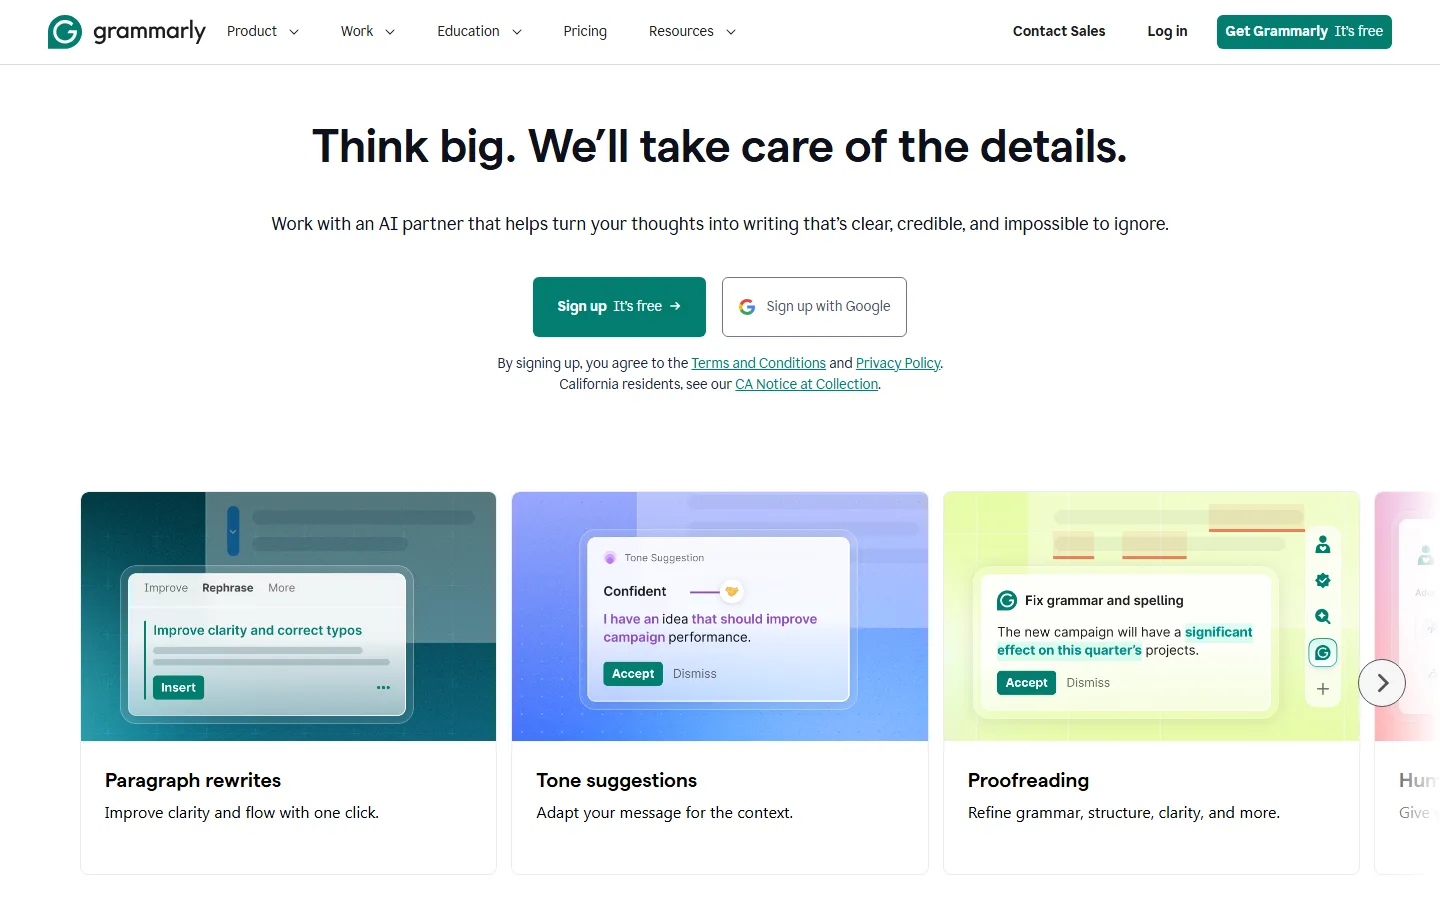 grammarly
Product
Work
Education
Pricing
Resources
Contact Sales
Log in
Get Grammarly It's free
Think big. We’ll take care of the details.
Work with an AI partner that helps turn your thoughts into writing that’s clear, credible, and impossible to ignore.
Sign up It's free →
Sign up with Google
By signing up, you agree to the Terms and Conditions and Privacy Policy.
California residents, see our CA Notice at Collection.
Improve Rephrase More
Improve clarity and correct typos
Insert
Paragraph rewrites
Improve clarity and flow with one click.
Tone Suggestion
Confident
I have an idea that should improve
campaign performance.
Accept Dismiss
Tone suggestions
Adapt your message for the context.
Fix grammar and spelling
The new campaign will have a significant
effect on this quarter’s projects.
Accept Dismiss
Proofreading
Refine grammar, structure, clarity, and more.
Give